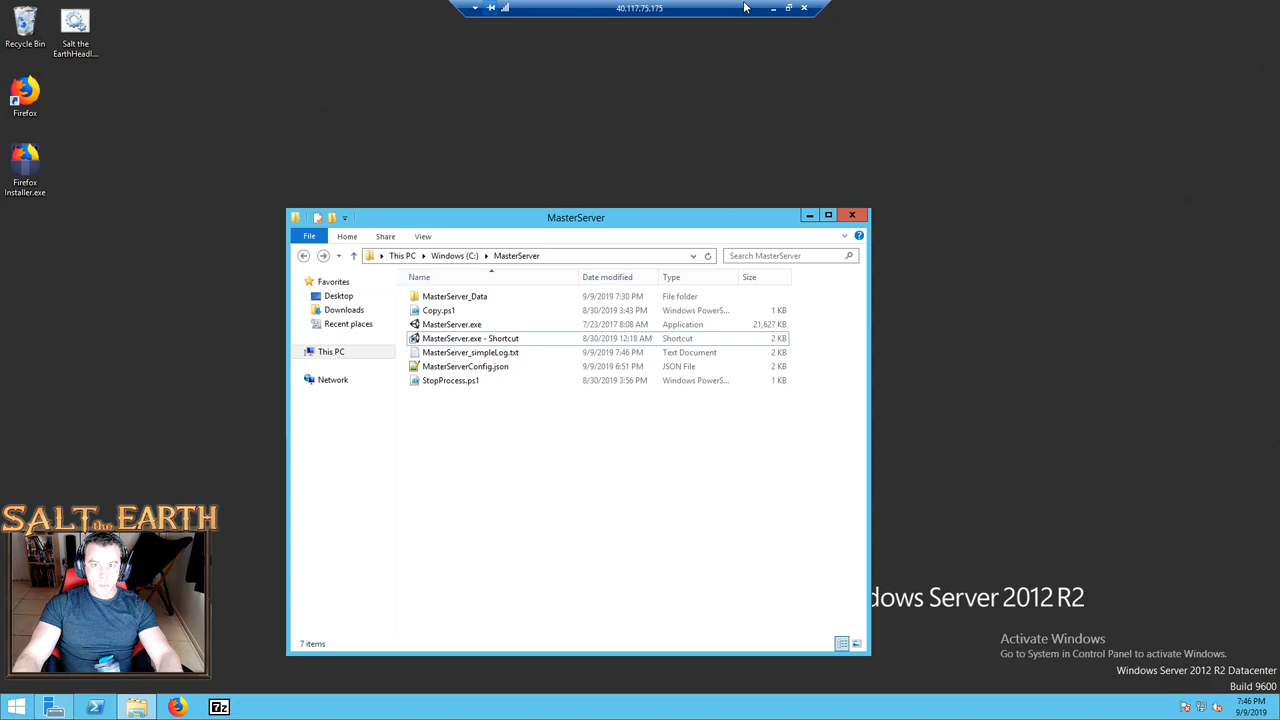 40.117.75.175
Recycle Bin
Salt the
EarthHeadl...
Firefox
Firefox
Installer.exe
MasterServer
File Home Share View
This PC Windows (C:) MasterServer
Search MasterServer
Name Date modified Type Size
Favorites
Desktop
Downloads
Recent places
This PC
Network
MasterServer_Data 9/9/2019 7:30 PM File folder
Copy.ps1 8/30/2019 3:43 PM Windows PowerS... 1 KB
MasterServer.exe 7/23/2017 8:08 AM Application 21,627 KB
MasterServer.exe - Shortcut 8/30/2019 12:18 AM Shortcut 2 KB
MasterServer_simpleLog.txt 9/9/2019 7:46 PM Text Document 2 KB
MasterServerConfig.json 9/9/2019 6:51 PM JSON File 2 KB
StopProcess.ps1 8/30/2019 3:56 PM Windows PowerS... 1 KB
7 items
SALT the EARTH
dows Server 2012 R2
Activate Windows
Go to System in Control Panel to activate Windows.
Windows Server 2012 R2 Datacenter
Build 9600
7z
7:46 PM
9/9/2019